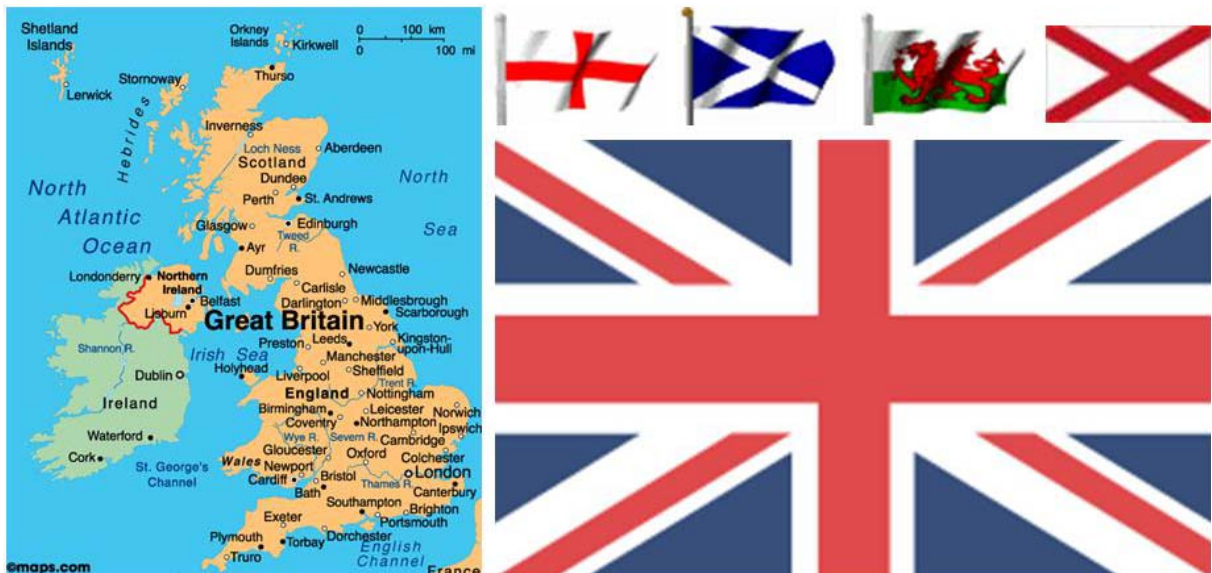 Shetland
Islands
Lerwick
Orkney
Islands
Kirkwell
0 100 km
0 100 mi
Thurso
Stornoway
Hebrides
Inverness
Loch Ness
Scotland
Aberdeen
Dundee
Perth
St. Andrews
North
Atlantic
Ocean
North
Sea
Glasgow
Edinburgh
Tweed
R.
Ayr
Dumfries
Newcastle
Carlisle
Londonderry
Northern
Ireland
Belfast
Lisburn
Darlington
Middlesbrough
Scarborough
Great Britain
York
Shannon R.
Irish Sea
Preston
Leeds
Kingston-
upon-Hull
Manchester
Holyhead
Liverpool
Sheffield
Dublin
Trent R.
Ireland
England
Nottingham
Birmingham
Leicester
Norwich
Coventry
Northampton
Ipswich
Waterford
Wye R.
Severn R.
Cambridge
Cork
Gloucester
Oxford
Colchester
St. George's
Channel
Wales
Newport
London
Cardiff
Bristol
Thames R.
Bath
Canterbury
Southampton
Brighton
Exeter
Portsmouth
Plymouth
Dorchester
Torbay
English
Channel
Truro
©maps.com
France